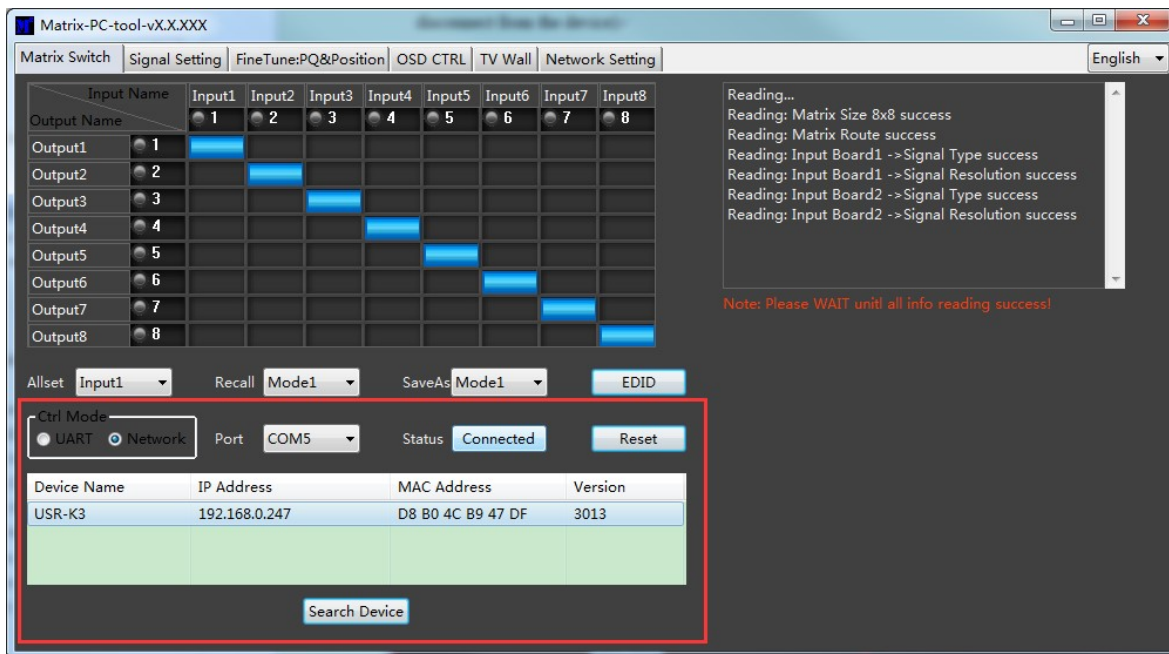 disconnect from the device)-
Matrix-PC-tool-vX.X.XXX
Matrix Switch Signal Setting FineTune:PQ&Position OSD CTRL TV Wall Network Setting English
Input Name Input1 Input2 Input3 Input4 Input5 Input6 Input7 Input8
Output Name 1 2 3 4 5 6 7 8
Output1 1
Output2 2
Output3 3
Output4 4
Output5 5
Output6 6
Output7 7
Output8 8
Reading...
Reading: Matrix Size 8x8 success
Reading: Matrix Route success
Reading: Input Board1 ->Signal Type success
Reading: Input Board1 ->Signal Resolution success
Reading: Input Board2 ->Signal Type success
Reading: Input Board2 ->Signal Resolution success
Note: Please WAIT unitl all info reading success!
Allset Input1 Recall Mode1 SaveAs Mode1 EDID
Ctrl Mode
UART Network Port COM5 Status Connected Reset
Device Name IP Address MAC Address Version
USR-K3 192.168.0.247 D8 B0 4C B9 47 DF 3013
Search Device